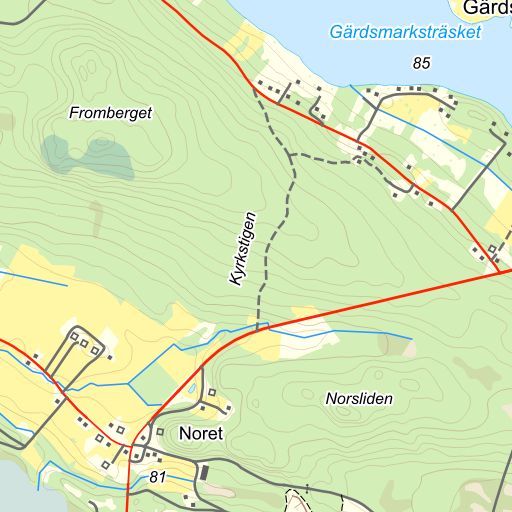 Gärds
Gärdsmarksträsket
85
Fromberget
Kyrkstigen
Norsliden
Noret
81